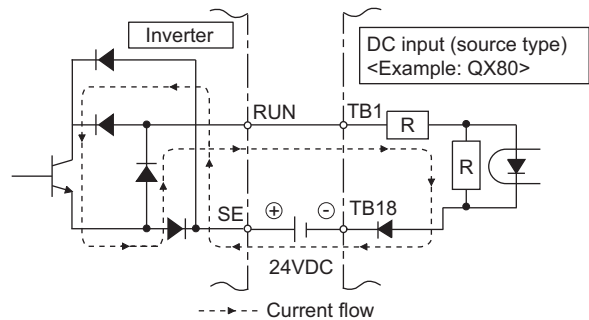 Inverter
DC input (source type)
<Example: QX80>
RUN
TB1
R
R
SE
⊕
⊖
TB18
24VDC
Current flow